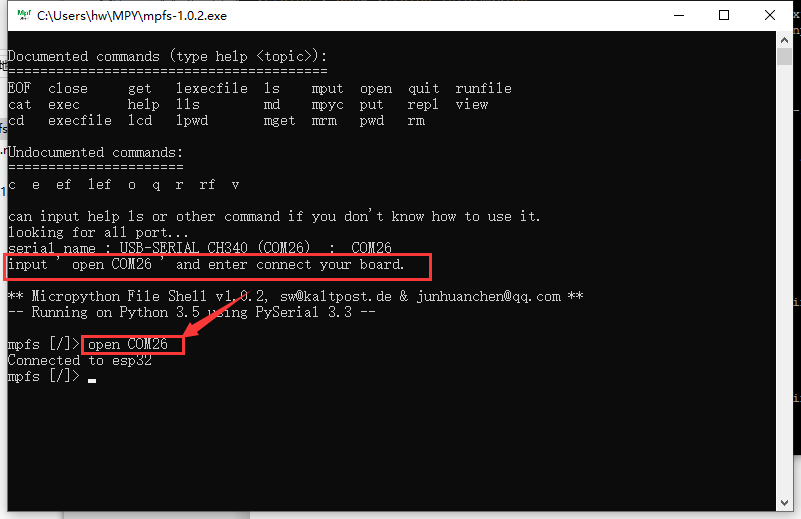 C:\Users\hw\MPY\mpfs-1.0.2.exe
Documented commands (type help <topic>):
========================================
EOF close get lexecfile ls mput open quit runfile
cat exec help lls md mpyc put repl view
cd execfile lcd lpwd mget mrm pwd rm
Undocumented commands:
======================
c e ef lef o q r rf v
can input help ls or other command if you don't know how to use it.
looking for all port...
serial name : USB-SERIAL CH340 (COM26) : COM26
input ' open COM26 ' and enter connect your board.
** Micropython File Shell v1.0.2, sw@kaltpost.de & junhuanchen@qq.com **
-- Running on Python 3.5 using PySerial 3.3 --
mpfs [/]> open COM26
Connected to esp32
mpfs [/]>